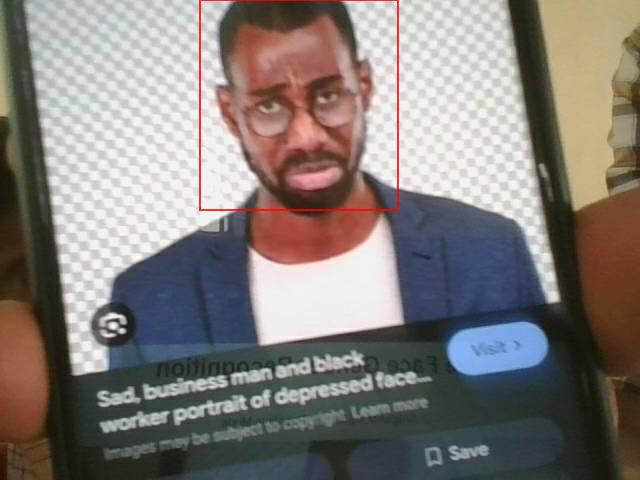 Visit >
Sad, business man and black
worker portrait of depressed face...
Images may be subject to copyright. Learn more
Save